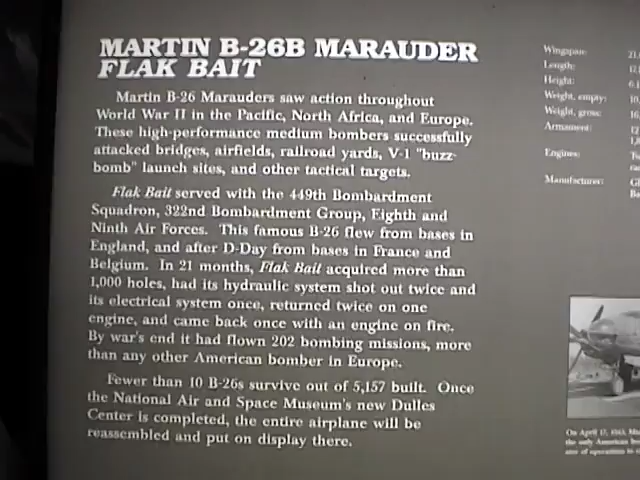 MARTIN B-26B MARAUDER
FLAK BAIT
Martin B-26 Marauders saw action throughout
World War II in the Pacific, North Africa, and Europe.
These high-performance medium bombers successfully
attacked bridges, airfields, railroad yards, V-1 "buzz-
bomb" launch sites, and other tactical targets.
Flak Bait served with the 449th Bombardment
Squadron, 322nd Bombardment Group, Eighth and
Ninth Air Forces. This famous B-26 flew from bases in
England, and after D-Day from bases in France and
Belgium. In 21 months, Flak Bait acquired more than
1,000 holes, had its hydraulic system shot out twice and
its electrical system once, returned twice on one
engine, and came back once with an engine on fire.
By war's end it had flown 202 bombing missions, more
than any other American bomber in Europe.
Fewer than 10 B-26s survive out of 5,157 built. Once
the National Air and Space Museum's new Dulles
Center is completed, the entire airplane will be
reassembled and put on display there.
Wingspan:
Length:
Height:
Weight, empty:
Weight, gross:
Armament:
Engines:
Manufacturer:
On April 17, 1943,
the early American